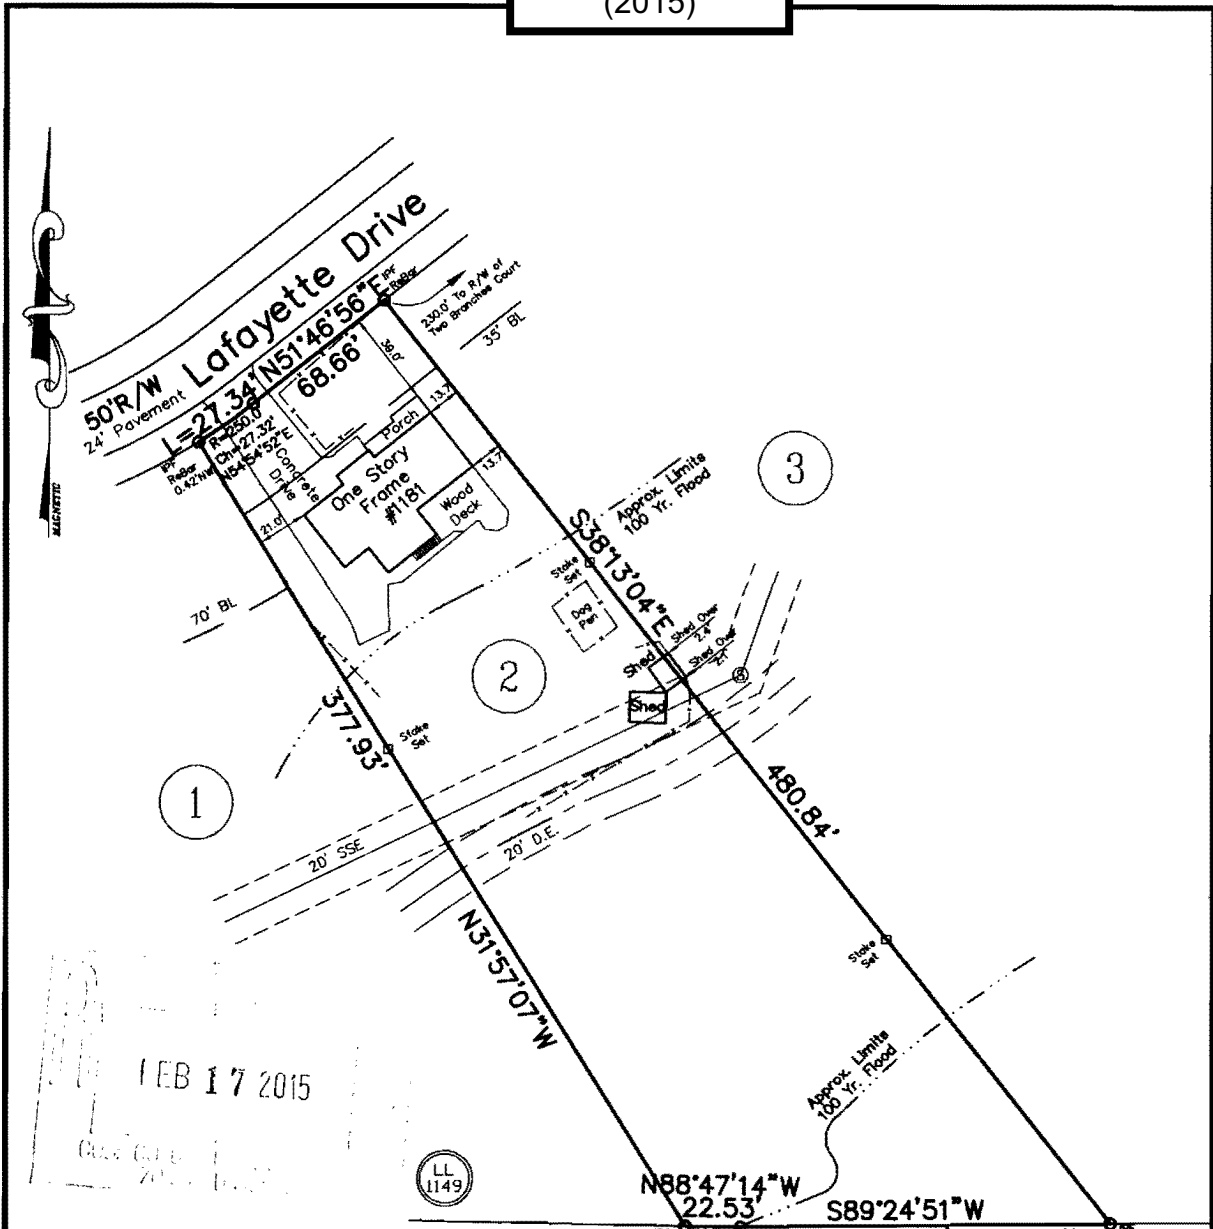 (2015)
MAGNETIC
50'R/W Lafayette Drive
24' Pavement
L=27.34'
N51°46'56"E
68.66'
R=250.0'
Ch=27.32'
N54°54'52"E
IPF
ReBar
0.42'NW
IPF
ReBar
230.0' To R/W of
Two Branches Court
35' BL
39.0'
13.7
Porch
Concrete
Drive
One Story
Frame
#1181
13.7
Wood
Deck
21.0'
70' BL
3
Approx. Limits
100 Yr. Flood
S38°13'04"E
Stake
Set
Dog
Pen
Shed Over
2.4'
Shed Over
2.1'
Shed
Shed
S
2
377.93'
Stake
Set
1
480.84'
20' SSE
20' D.E.
N31°57'07"W
Stake
Set
Approx. Limits
100 Yr. Flood
17 2015
LL
1149
N88°47'14"W
22.53'
S89°24'51"W